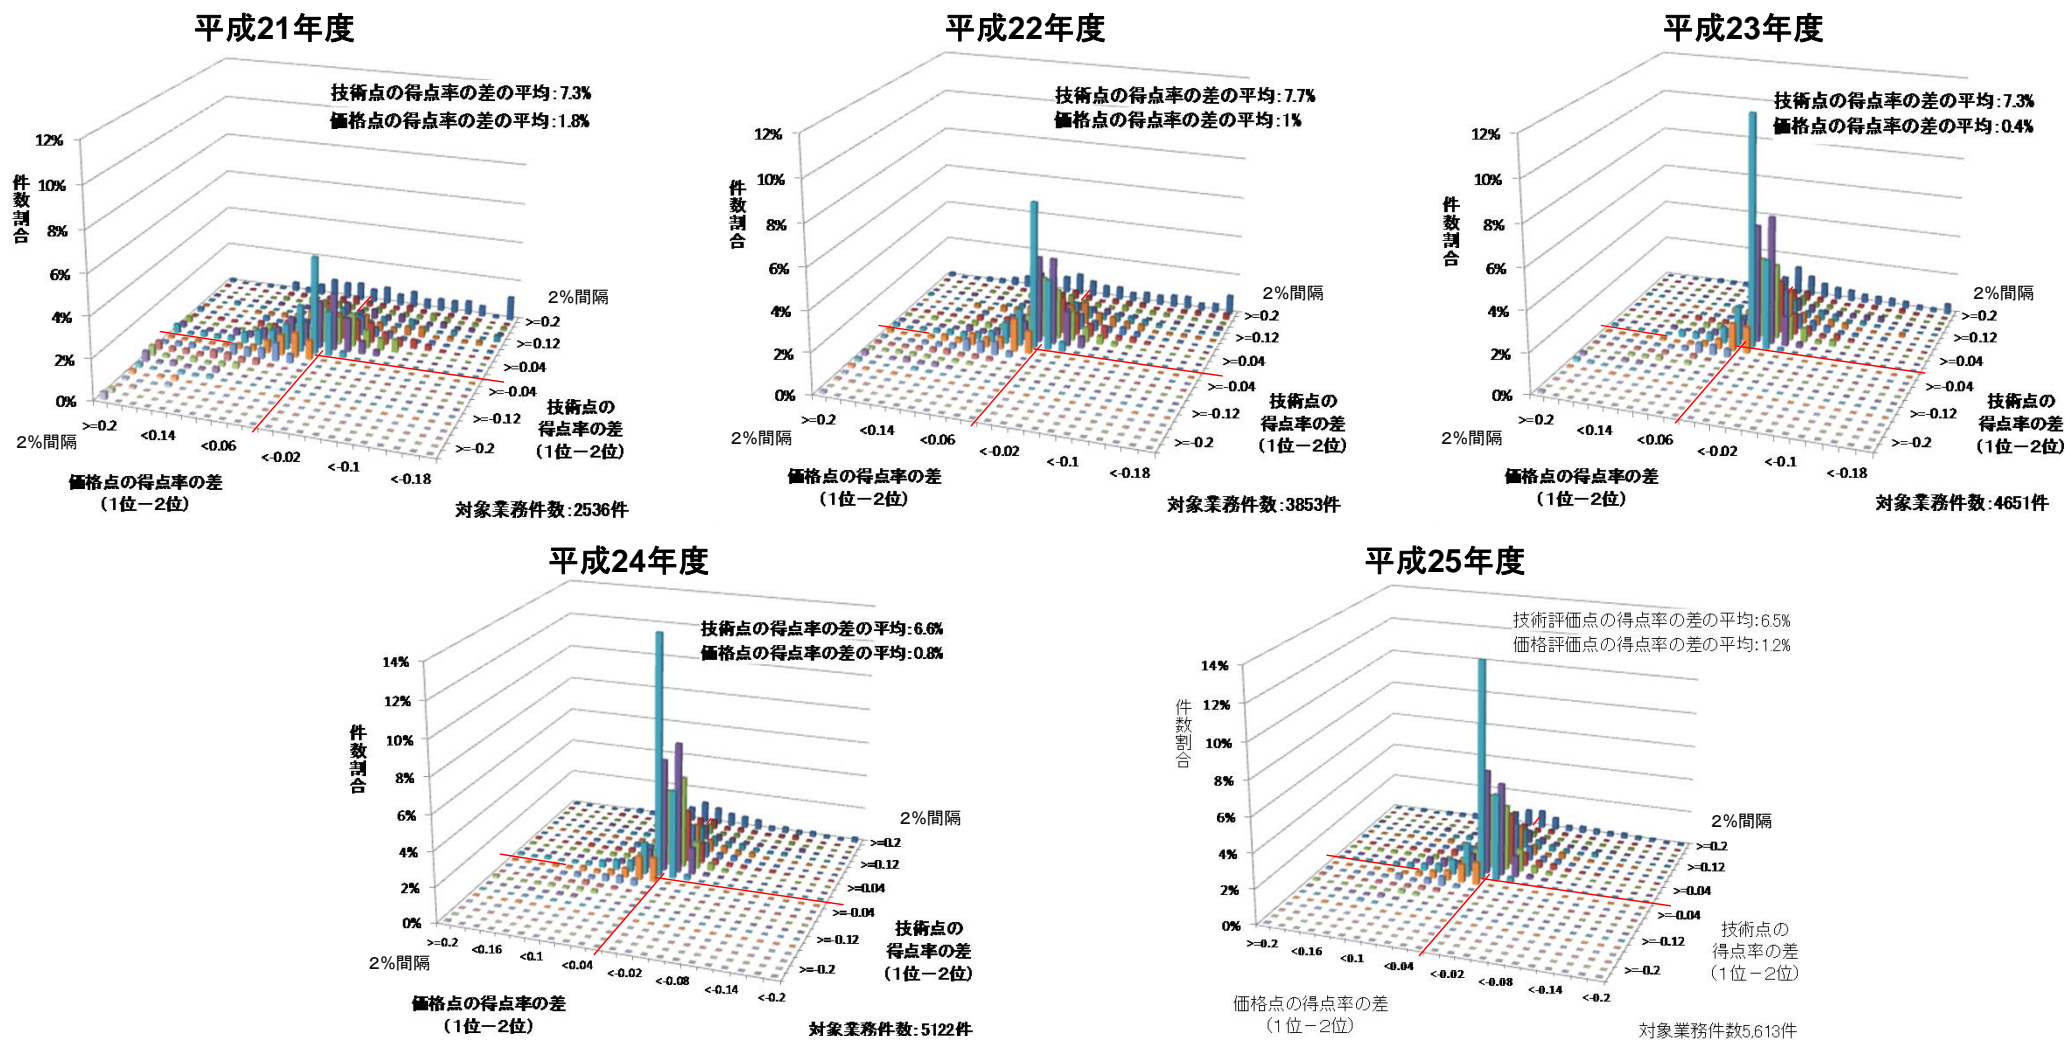 平成21年度
技術点の得点率の差の平均：7.3%
価格点の得点率の差の平均：1.8%
件数割合
12%
10%
8%
6%
4%
2%
0%
2%間隔
>=0.2
>=0.12
>=0.04
>=-0.04
>=-0.12
>=-0.2
技術点の
得点率の差
（1位－2位）
2%間隔
>=0.2
<0.14
<0.06
<-0.02
<-0.1
<-0.18
価格点の得点率の差
（1位－2位）
対象業務件数：2536件
平成22年度
技術点の得点率の差の平均：7.7%
価格点の得点率の差の平均：1%
件数割合
12%
10%
8%
6%
4%
2%
0%
2%間隔
>=0.2
>=0.12
>=0.04
>=-0.04
>=-0.12
>=-0.2
技術点の
得点率の差
（1位－2位）
2%間隔
>=0.2
<0.14
<0.06
<-0.02
<-0.1
<-0.18
価格点の得点率の差
（1位－2位）
対象業務件数：3853件
平成23年度
技術点の得点率の差の平均：7.3%
価格点の得点率の差の平均：0.4%
件数割合
12%
10%
8%
6%
4%
2%
0%
2%間隔
>=0.2
>=0.12
>=0.04
>=-0.04
>=-0.12
>=-0.2
技術点の
得点率の差
（1位－2位）
2%間隔
>=0.2
<0.14
<0.06
<-0.02
<-0.1
<-0.18
価格点の得点率の差
（1位－2位）
対象業務件数：4651件
平成24年度
技術点の得点率の差の平均：6.6%
価格点の得点率の差の平均：0.8%
件数割合
14%
12%
10%
8%
6%
4%
2%
0%
2%間隔
>=0.2
>=0.12
>=0.04
>=-0.04
>=-0.12
>=-0.2
技術点の
得点率の差
（1位－2位）
2%間隔
>=0.2
<0.16
<0.1
<0.04
<-0.02
<-0.08
<-0.14
<-0.2
価格点の得点率の差
（1位－2位）
対象業務件数：5122件
平成25年度
技術評価点の得点率の差の平均：6.5%
価格評価点の得点率の差の平均：1.2%
件数割合
14%
12%
10%
8%
6%
4%
2%
0%
2%間隔
>=0.2
>=0.12
>=0.04
>=-0.04
>=-0.12
>=-0.2
技術点の
得点率の差
（1位－2位）
>=0.2
<0.16
<0.1
<0.04
<-0.02
<-0.08
<-0.14
<-0.2
価格点の得点率の差
（1位－2位）
対象業務件数5,613件